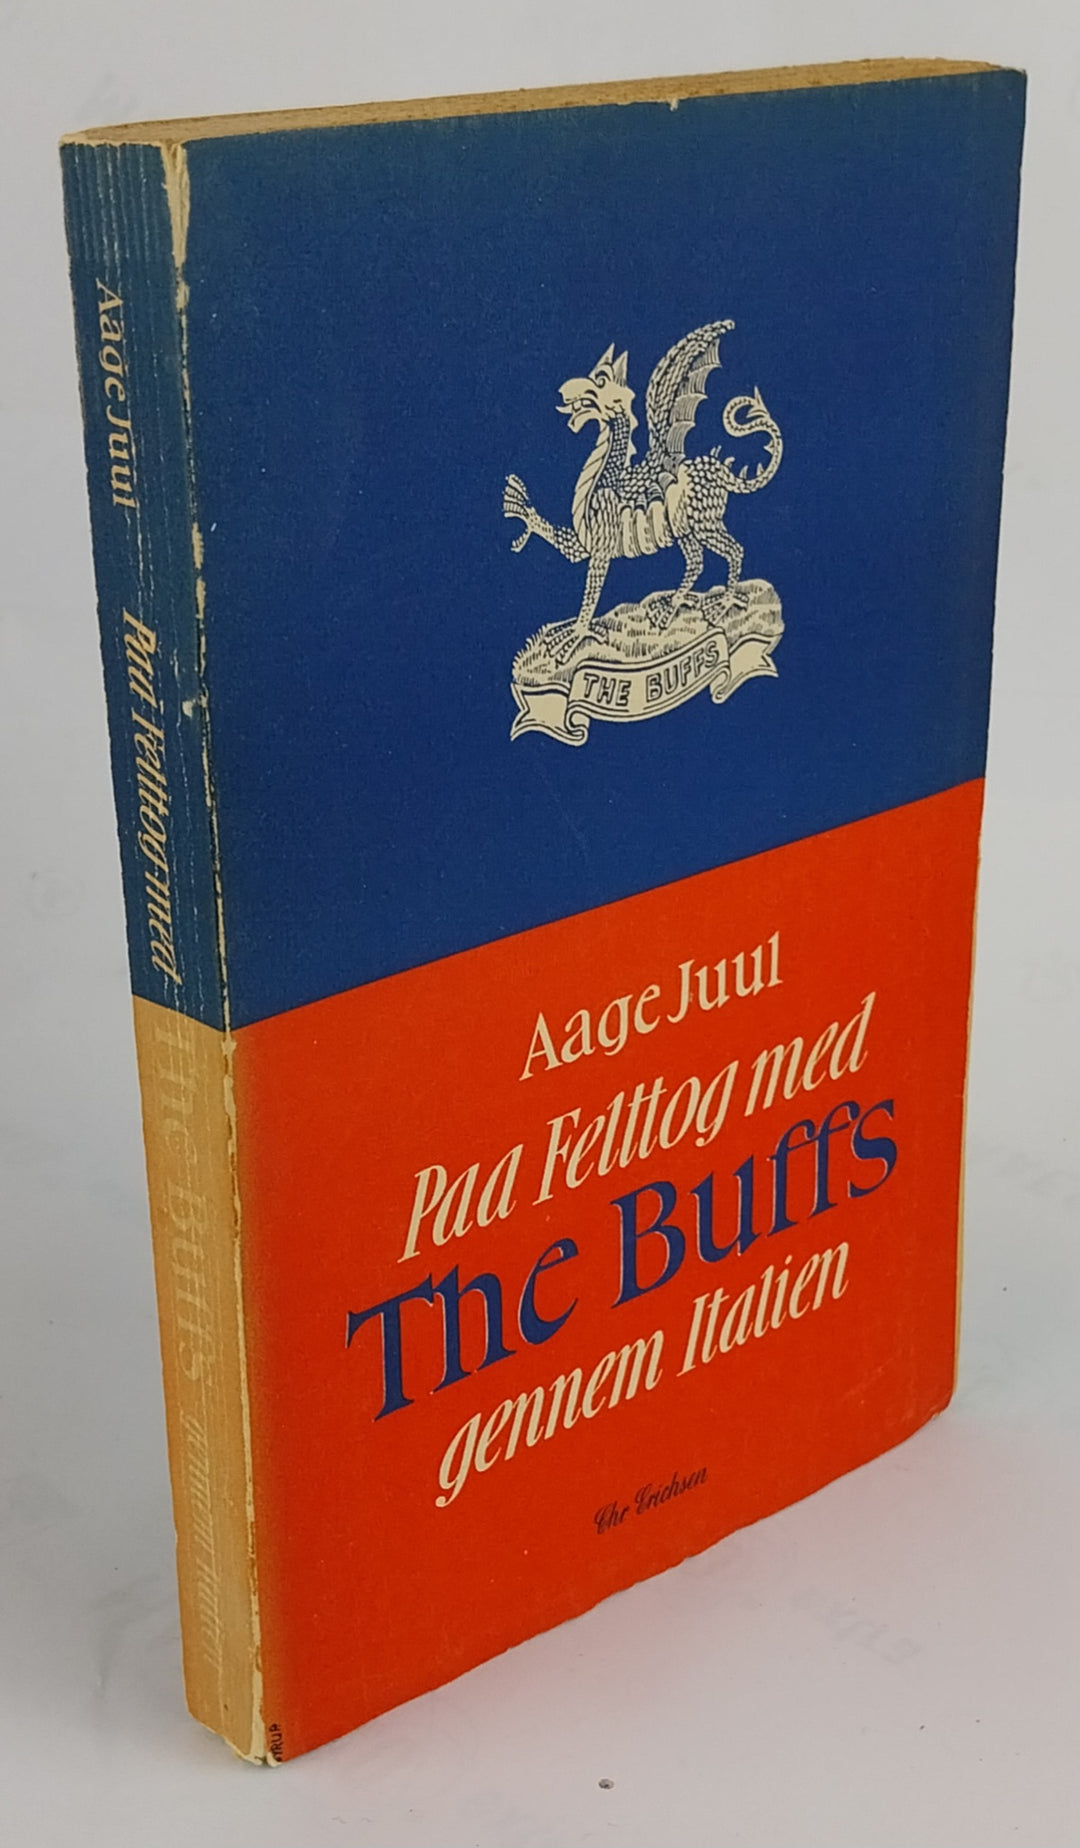 Aage Juul
Paa Felttog med
The Buffs
gennem Italien
THE BUFFS
Aage Juul
Paa Felttog med
The Buffs
gennem Italien
Chr Erichsen